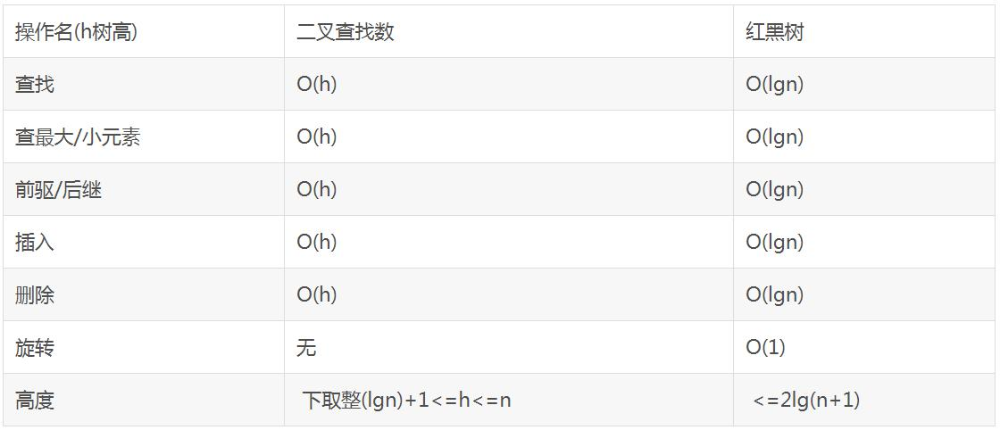 操作名(h树高) 二叉查找数 红黑树
查找 O(h) O(lgn)
查最大/小元素 O(h) O(lgn)
前驱/后继 O(h) O(lgn)
插入 O(h) O(lgn)
删除 O(h) O(lgn)
旋转 无 O(1)
高度 下取整(lgn)+1<=h<=n <=2lg(n+1)